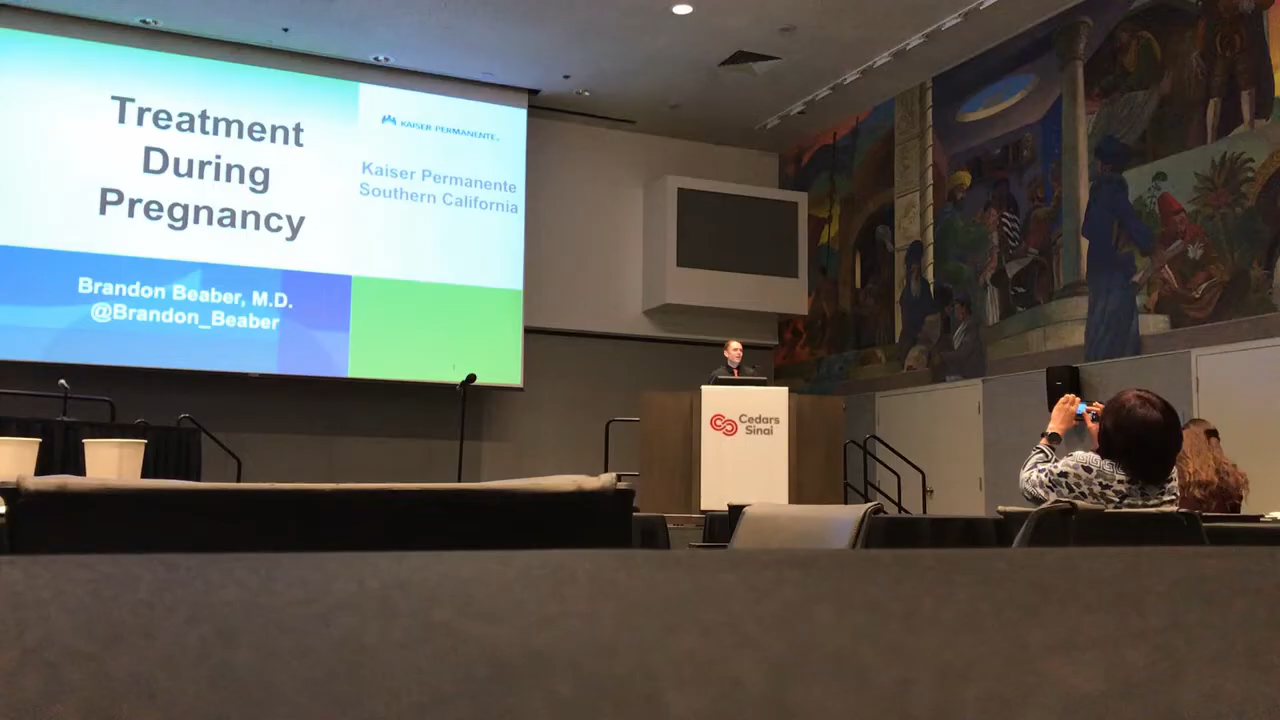 Treatment
During
Pregnancy
KAISER PERMANENTE®
Kaiser Permanente
Southern California
Brandon Beaber, M.D.
@Brandon_Beaber
Cedars
Sinai